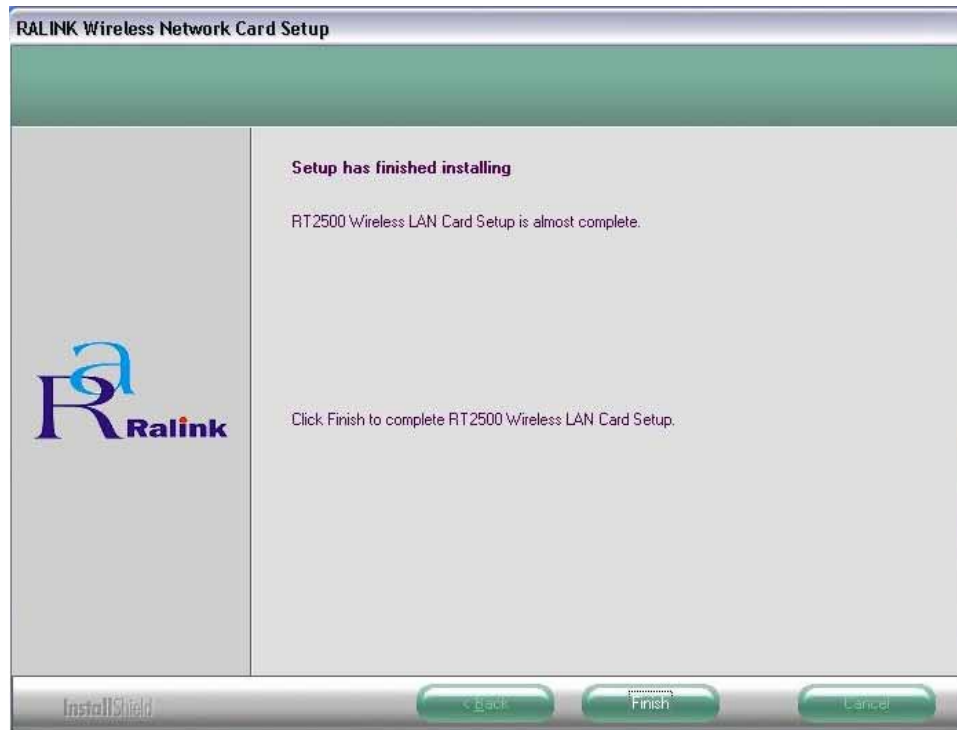 RALINK Wireless Network Card Setup
Setup has finished installing
RT2500 Wireless LAN Card Setup is almost complete.
Ra
Ralink
Click Finish to complete RT2500 Wireless LAN Card Setup.
InstallShield
< Back
Finish
Cancel